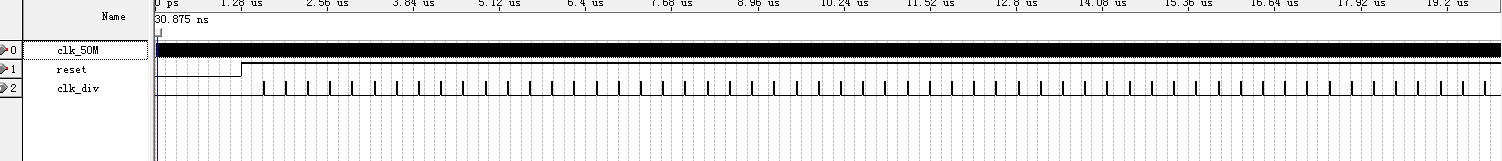 0 ps 1.28 us 2.56 us 3.84 us 5.12 us 6.4 us 7.68 us 8.96 us 10.24 us 11.52 us 12.8 us 14.08 us 15.36 us 16.64 us 17.92 us 19.2 us
Name
30.875 ns
0 clk_50M
1 reset
2 clk_div